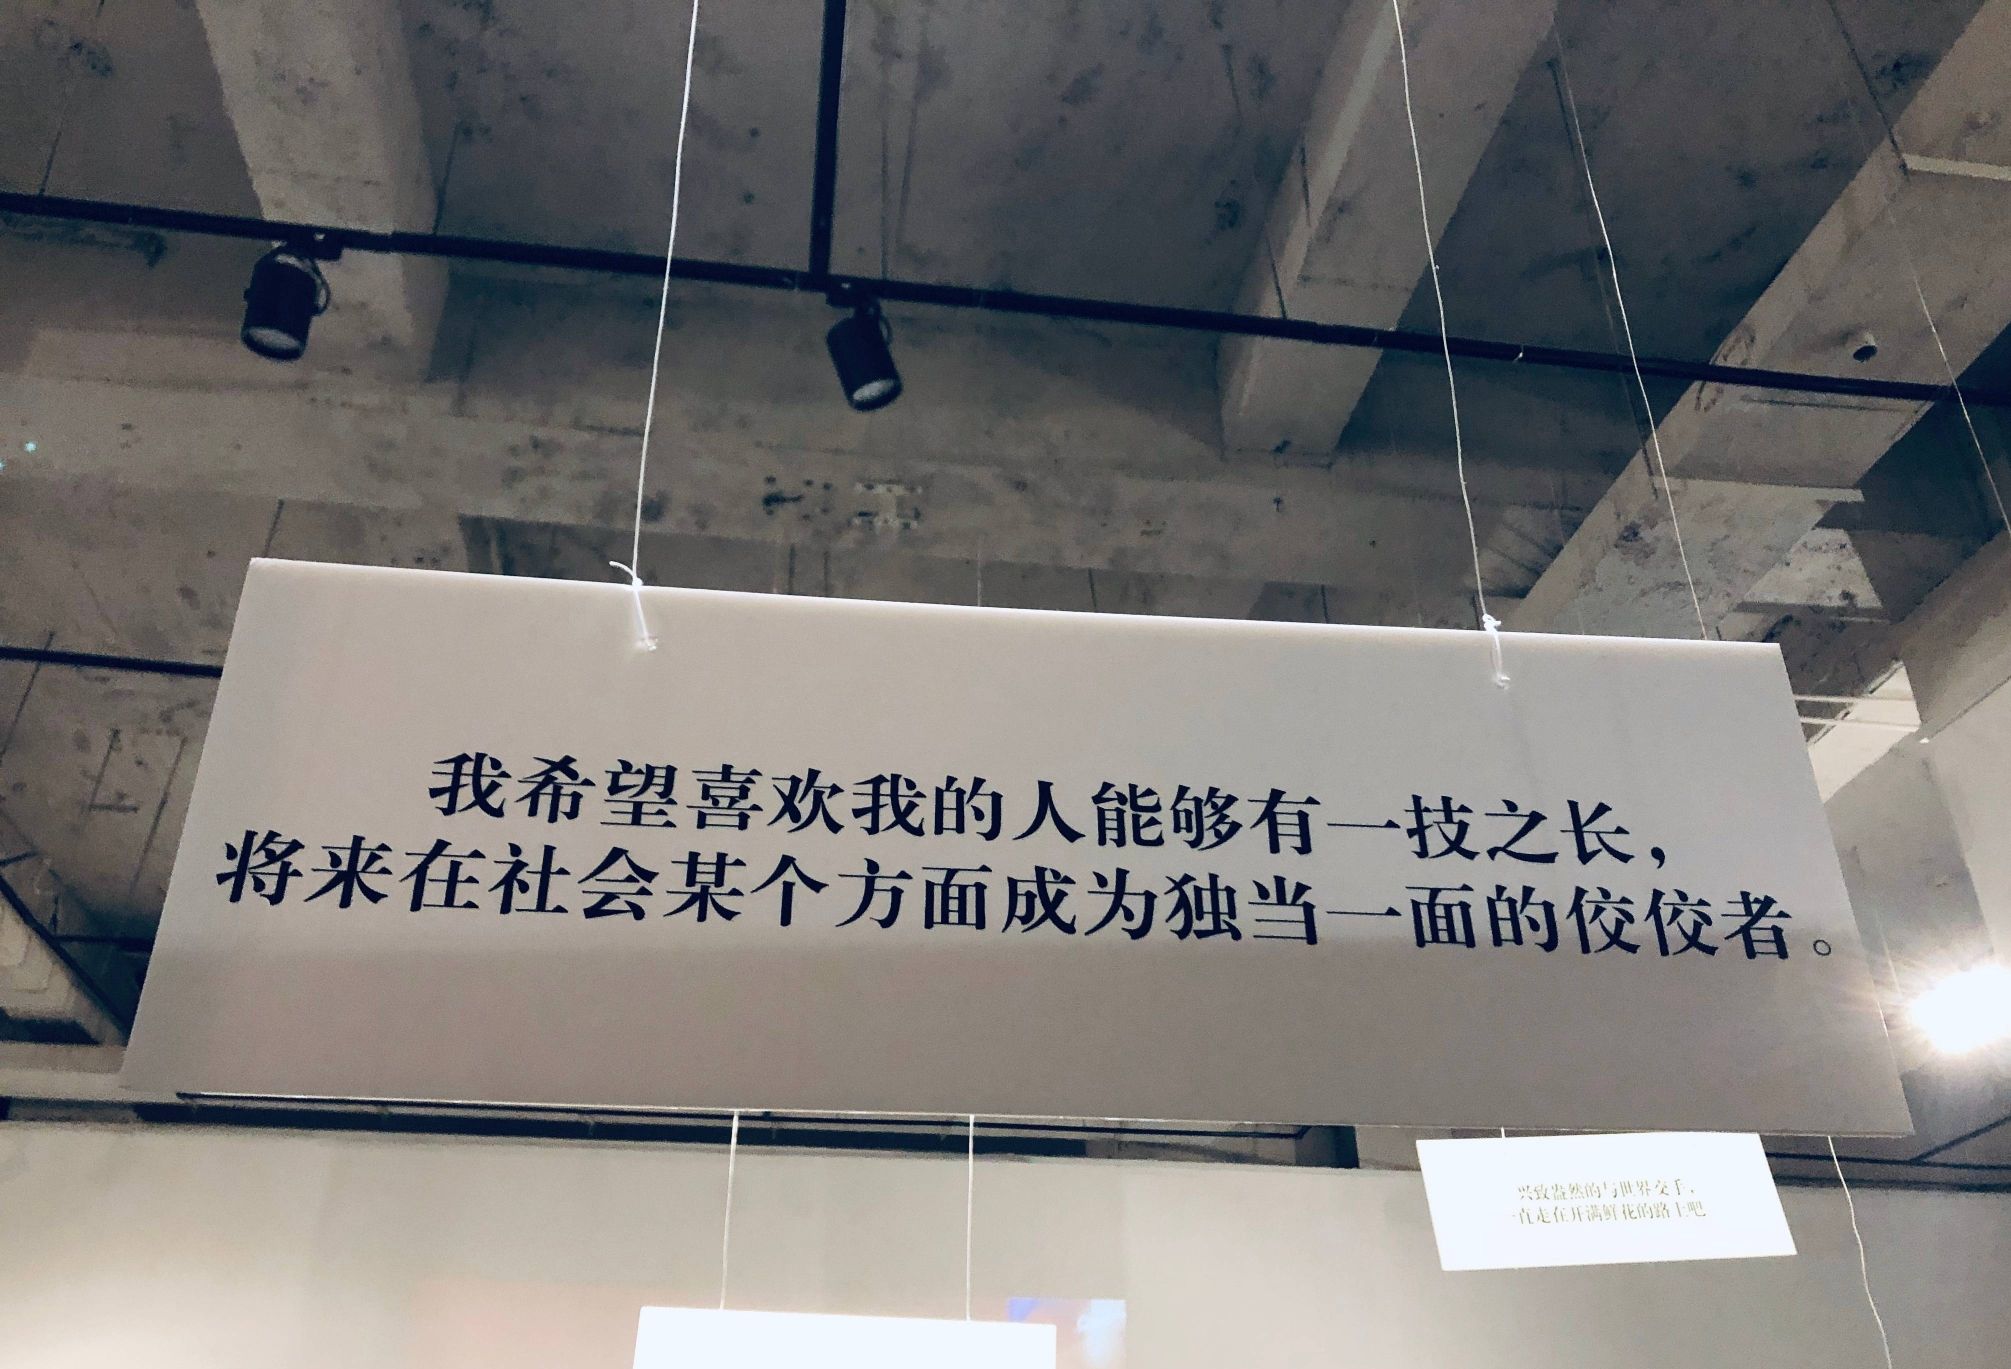 我希望喜欢我的人能够有一技之长，
将来在社会某个方面成为独当一面的佼佼者。
兴致盎然的与世界交手，
一直走在开满鲜花的路上吧